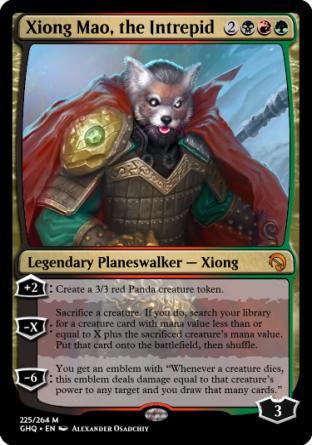 Xiong Mao, the Intrepid 2
Legendary Planeswalker — Xiong
+2: Create a 3/3 red Panda creature token.
-X: Sacrifice a creature. If you do, search your library
for a creature card with mana value less than or
equal to X plus the sacrificed creature's mana value.
Put that card onto the battlefield, then shuffle.
-6: You get an emblem with “Whenever a creature dies,
this emblem deals damage equal to that creature's
power to any target and you draw that many cards.”
3
225/264 M
GHQ • EN Alexander Osadchiy